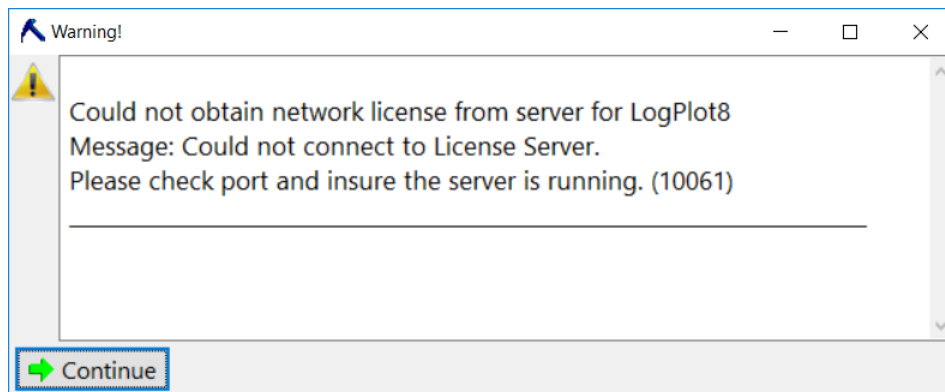 Warning!
Could not obtain network license from server for LogPlot8
Message: Could not connect to License Server.
Please check port and insure the server is running. (10061)
Continue